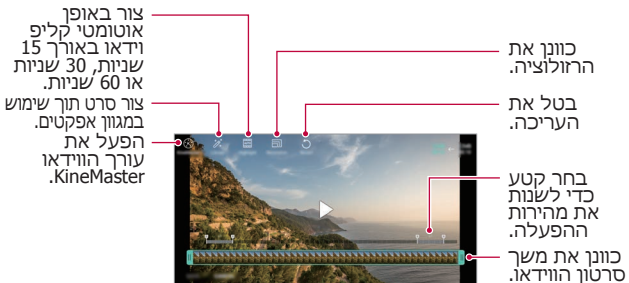 צור באופן
אוטומטי קליפ
וידאו באורך 15
שניות, 30 שניות
או 60 שניות.
צור סרט תוך שימוש
במגוון אפקטים.
הפעל את
עורך הווידאו
KineMaster.
כוונן את
הרזולוציה.
בטל את
העריכה.
בחר קטע
כדי לשנות
את מהירות
ההפעלה.
כוונן את משך
סרטון הווידאו.